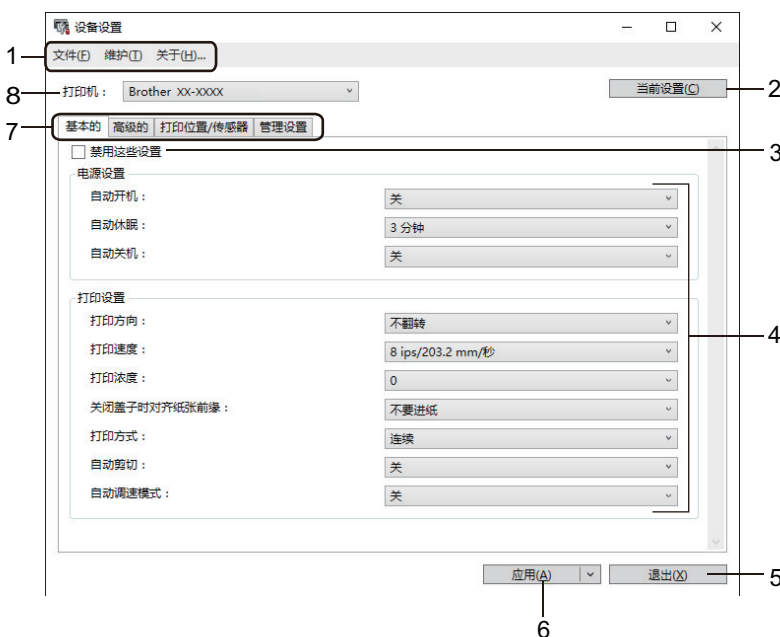 设备设置
1
文件(F) 维护(T) 关于(H)...
8
打印机： Brother XX-XXXX
当前设置(C)
2
7
基本的 高级的 打印位置/传感器 管理设置
禁用这些设置
3
电源设置
自动开机： 关
自动休眠： 3 分钟
自动关机： 关
打印设置
打印方向： 不翻转
4
打印速度： 8 ips/203.2 mm/秒
打印浓度： 0
关闭盖子时对齐纸张前缘： 不要进纸
打印方式： 连续
自动剪切： 关
自动调速模式： 关
应用(A) 退出(X)
5
6